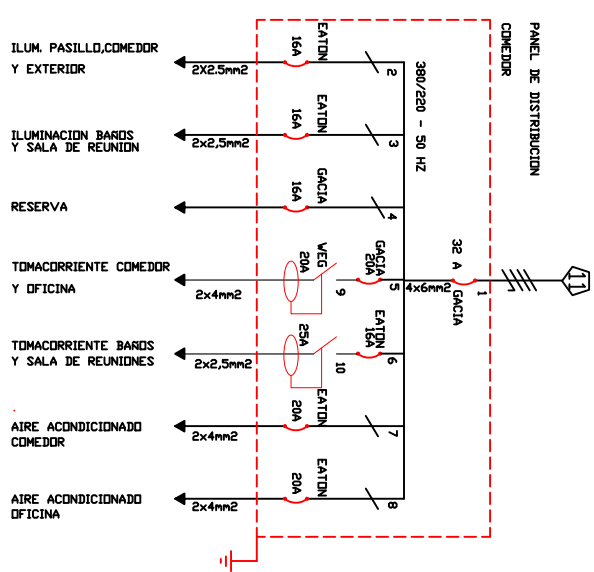 PANEL DE DISTRIBUCION
COMEDOR
11
1
32 A
GACIA
4x6mm2
380/220 - 50 HZ
ILUM. PASILLO,COMEDOR
Y EXTERIOR
2X2.5mm2
16A
EATON
2
ILUMINACION BAÑOS
Y SALA DE REUNION
2x2,5mm2
16A
EATON
3
RESERVA
16A
GACIA
4
TOMACORRIENTE COMEDOR
Y OFICINA
2x4mm2
20A
WEG
9
GACIA
20A
5
TOMACORRIENTE BAÑOS
Y SALA DE REUNIONES
2x2,5mm2
25A
10
EATON
16A
6
AIRE ACONDICIONADO
COMEDOR
2x4mm2
20A
EATON
7
AIRE ACONDICIONADO
OFICINA
2x4mm2
20A
EATON
8